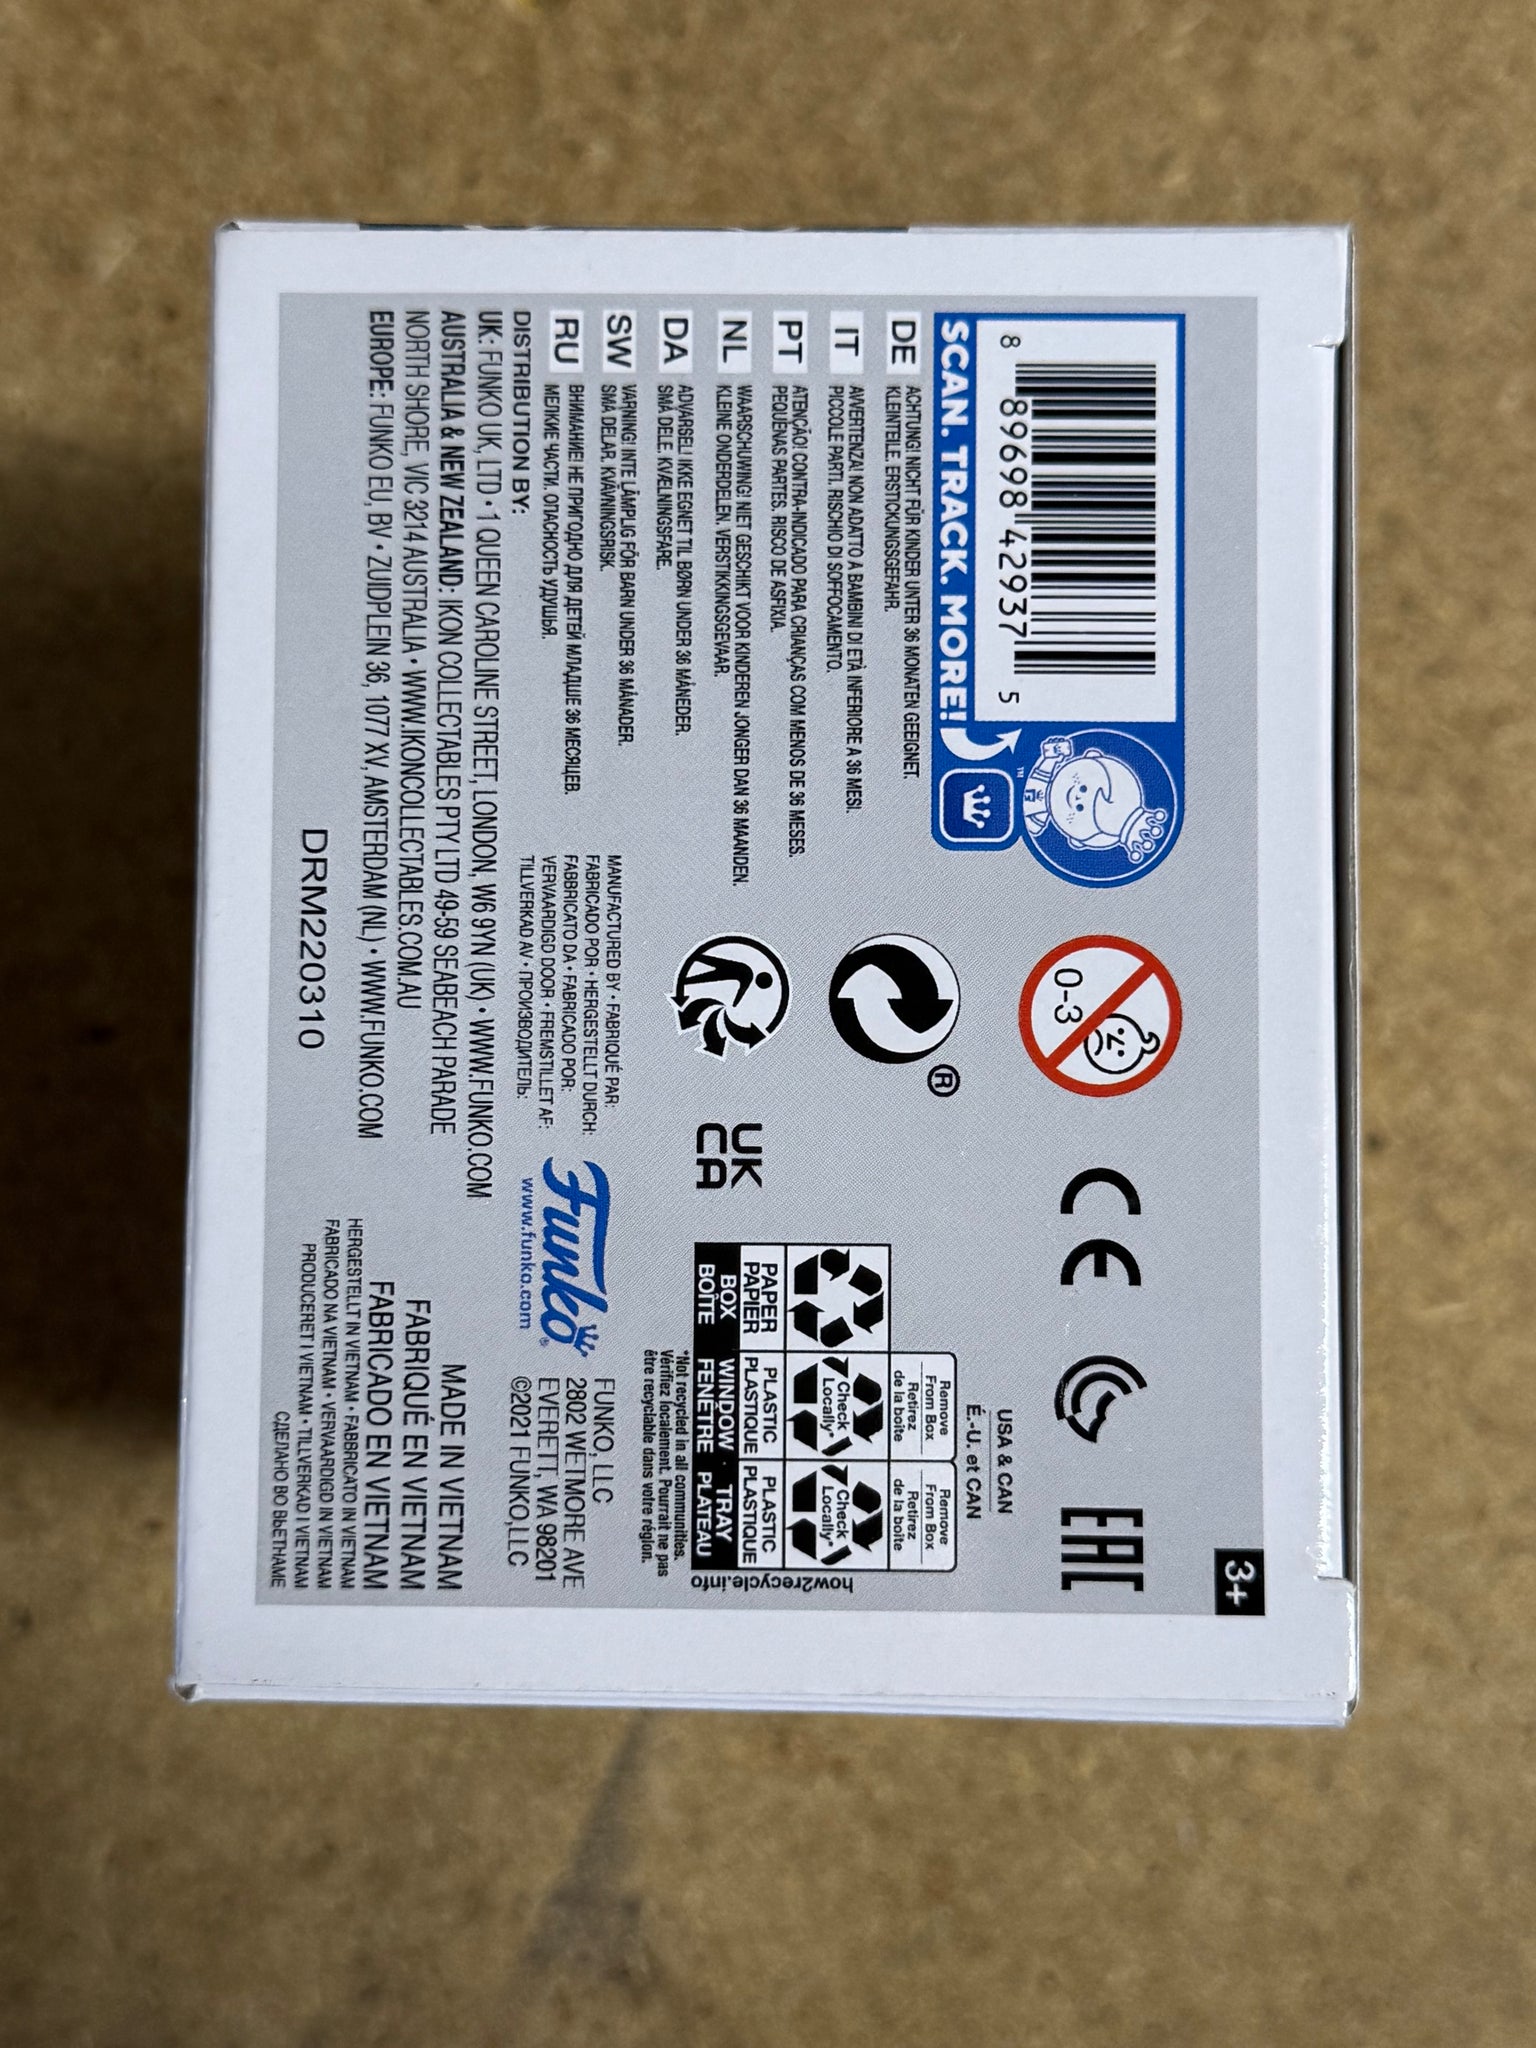 3+
8 89698 42937 5
SCAN. TRACK. MORE!
™
0-3
®
DE
ACHTUNG! NICHT FÜR KINDER UNTER 36 MONATEN GEEIGNET.
KLEINTEILE. ERSTICKUNGSGEFAHR.
IT
AVVERTENZA! NON ADATTO A BAMBINI DI ETÀ INFERIORE A 36 MESI.
PICCOLE PARTI. RISCHIO DI SOFFOCAMENTO.
PT
ATENÇÃO! CONTRA-INDICADO PARA CRIANÇAS COM MENOS DE 36 MESES.
PEQUENAS PARTES. RISCO DE ASFIXIA.
NL
WAARSCHUWING! NIET GESCHIKT VOOR KINDEREN JONGER DAN 36 MAANDEN.
KLEINE ONDERDELEN. VERSTIKKINGSGEVAAR.
DA
ADVARSEL! IKKE EGNET TIL BØRN UNDER 36 MÅNEDER.
SMÅ DELE. KVÆLNINGSFARE.
SW
VARNING! INTE LÄMPLIG FÖR BARN UNDER 36 MÅNADER.
SMÅ DELAR. KVÄVNINGSRISK.
RU
ВНИМАНИЕ! НЕ ПРИГОДНО ДЛЯ ДЕТЕЙ МЛАДШЕ 36 МЕСЯЦЕВ.
МЕЛКИЕ ЧАСТИ. ОПАСНОСТЬ УДУШЬЯ.
CE
EAC
UK
CA
USA & CAN
É.-U. et CAN
Remove
From Box
Retirez
de la boîte
Remove
From Box
Retirez
de la boîte
Check
Locally*
Check
Locally*
PAPER
PAPIER
PLASTIC
PLASTIQUE
PLASTIC
PLASTIQUE
BOX
BOÎTE
WINDOW
FENÊTRE
TRAY
PLATEAU
how2recycle.info
*Not recycled in all communities.
Vérifiez localement. Pourrait ne pas
être recyclable dans votre région.
MANUFACTURED BY • FABRIQUÉ PAR:
FABRICADO POR • HERGESTELLT DURCH:
FABBRICATO DA • FABRICADO POR:
VERVAARDIGD DOOR • FREMSTILLET AF:
TILLVERKAD AV • ПРОИЗВОДИТЕЛЬ:
Funko®
www.funko.com
FUNKO, LLC
2802 WETMORE AVE
EVERETT, WA 98201
©2021 FUNKO, LLC
DISTRIBUTION BY:
UK: FUNKO UK, LTD • 1 QUEEN CAROLINE STREET, LONDON, W6 9YN (UK) • WWW.FUNKO.COM
AUSTRALIA & NEW ZEALAND: IKON COLLECTABLES PTY LTD 49-59 SEABEACH PARADE
NORTH SHORE, VIC 3214 AUSTRALIA • WWW.IKONCOLLECTABLES.COM.AU
EUROPE: FUNKO EU, BV • ZUIDPLEIN 36, 1077 XV, AMSTERDAM (NL) • WWW.FUNKO.COM
DRM220310
MADE IN VIETNAM
FABRIQUÉ EN VIETNAM
FABRICADO EN VIETNAM
HERGESTELLT IN VIETNAM • FABBRICATO IN VIETNAM
FABRICADO NA VIETNAM • VERVAARDIGD IN VIETNAM
PRODUCERET I VIETNAM • TILLVERKAD I VIETNAM
СДЕЛАНО ВО ВЬЕТНАМЕ